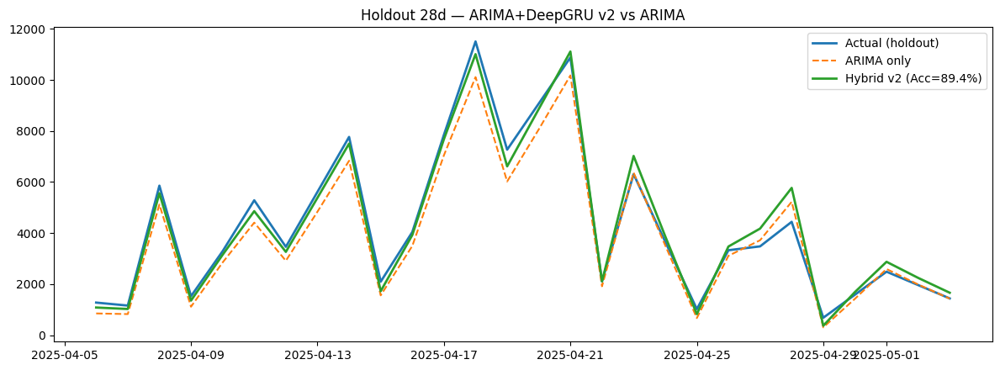 Holdout 28d — ARIMA+DeepGRU v2 vs ARIMA
12000
10000
8000
6000
4000
2000
0
Actual (holdout)
ARIMA only
Hybrid v2 (Acc=89.4%)
2025-04-05 2025-04-09 2025-04-13 2025-04-17 2025-04-21 2025-04-25 2025-04-29 2025-05-01